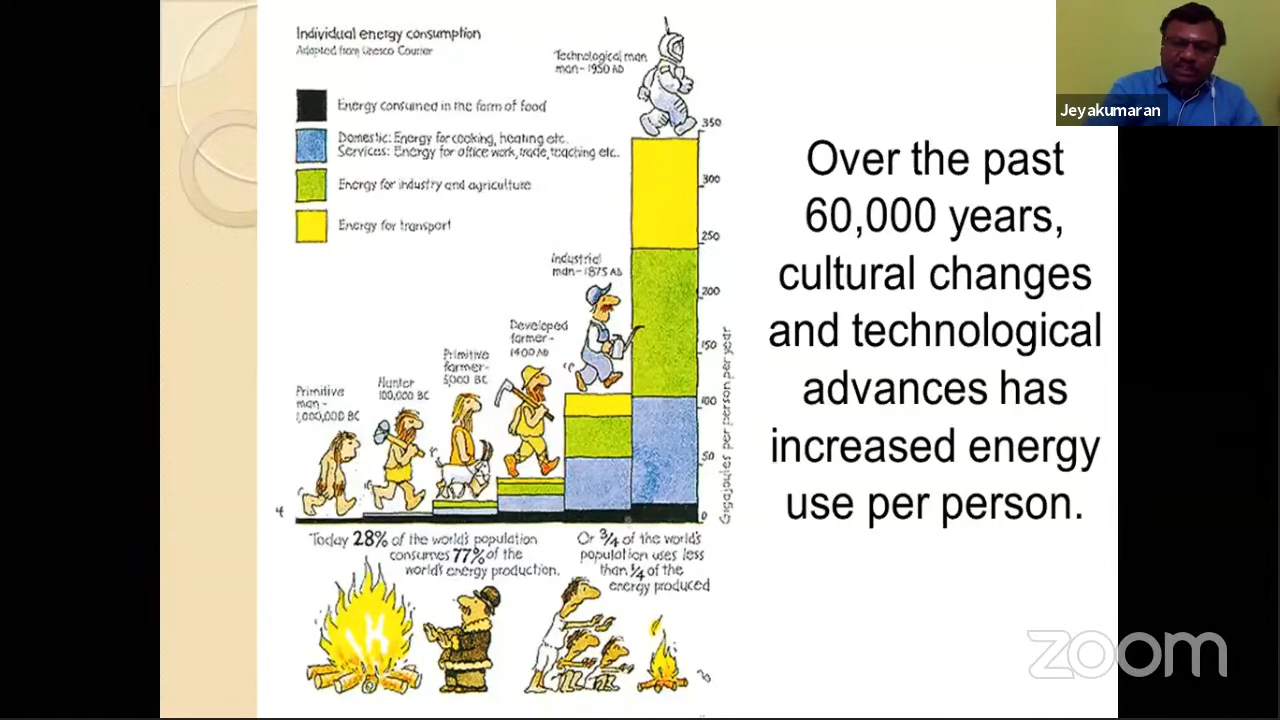 Individual energy consumption
Adapted from Unesco Courier
Energy consumed in the form of food
Domestic: Energy for cooking, heating etc.
Services: Energy for office work, trade, teaching etc.
Energy for industry and agriculture
Energy for transport
Primitive
man-
1,000,000 BC
Hunter
100,000 BC
Primitive
farmer-
5,000 BC
Developed
farmer-
1400 AD
Industrial
man-1875 AD
Technological man
man-1950 AD
350
300
250
200
150
100
50
0
Gigajoules per person per year
Today 28% of the world's population
consumes 77% of the
world's energy production.
Or 3/4 of the world's
population uses less
than 1/4 of the
energy produced
Over the past
60,000 years,
cultural changes
and technological
advances has
increased energy
use per person.
Jeyakumaran
zoom